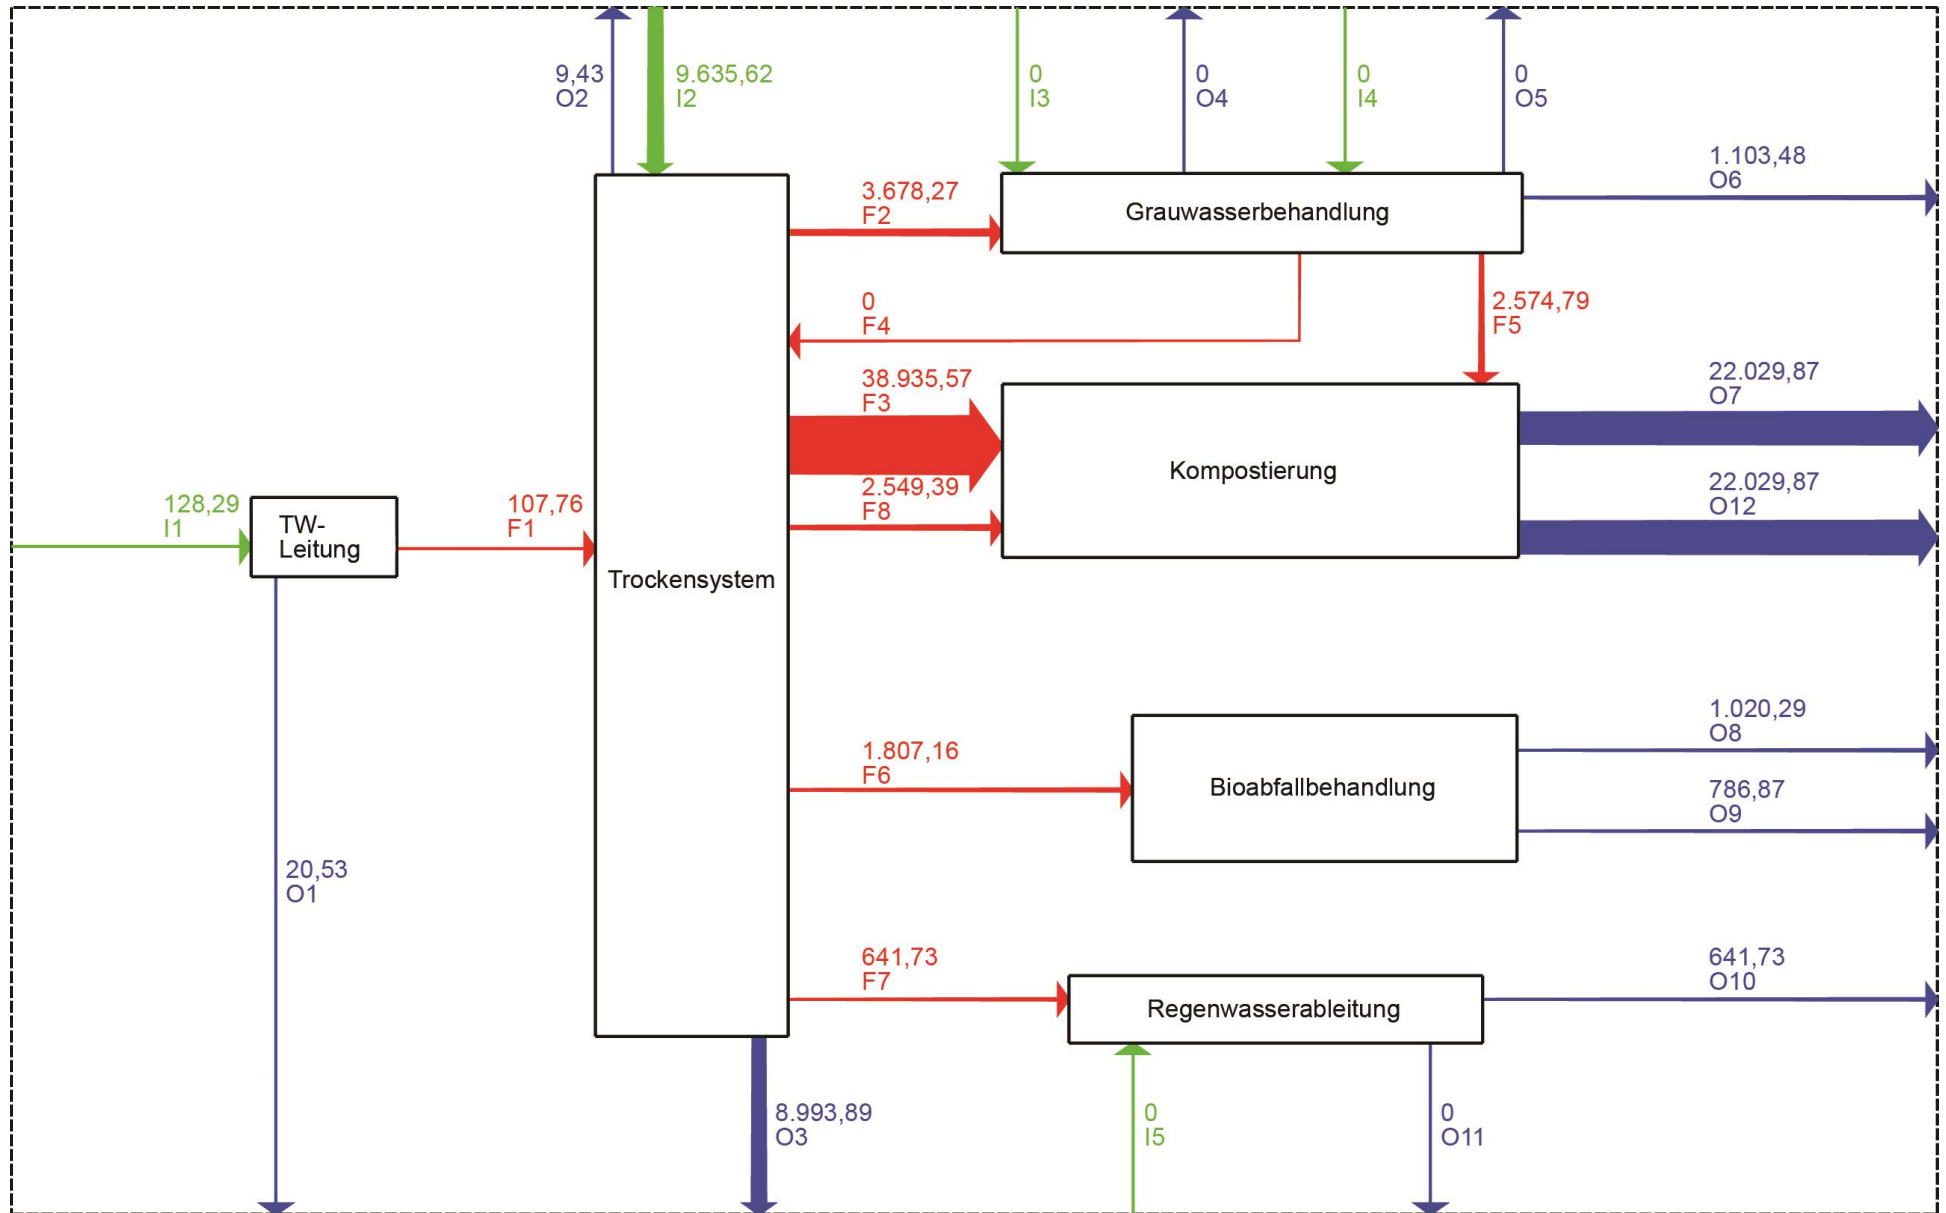 9,43
O2
9.635,62
I2
0
I3
0
O4
0
I4
0
O5
1.103,48
O6
3.678,27
F2
Grauwasserbehandlung
0
F4
2.574,79
F5
38.935,57
F3
22.029,87
O7
Kompostierung
2.549,39
F8
22.029,87
O12
128,29
I1
TW-
Leitung
107,76
F1
Trockensystem
1.807,16
F6
Bioabfallbehandlung
1.020,29
O8
786,87
O9
20,53
O1
641,73
F7
Regenwasserableitung
641,73
O10
8.993,89
O3
0
I5
0
O11